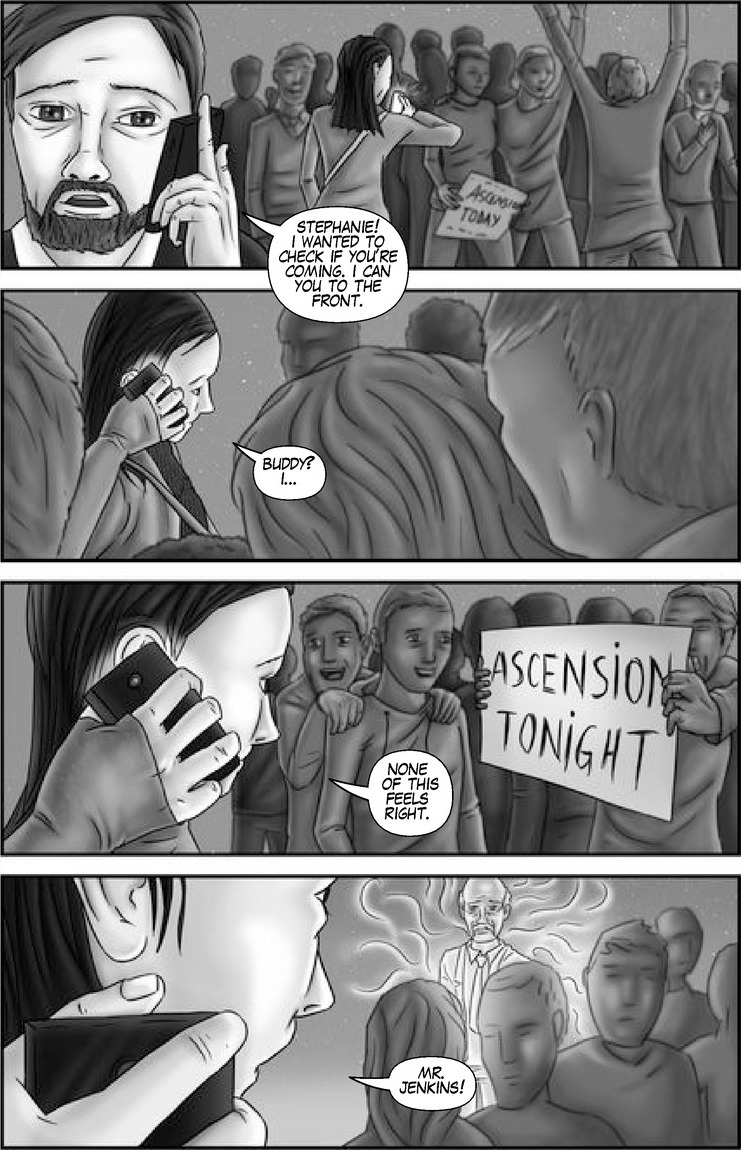 ASCENSION
TODAY
STEPHANIE!
I WANTED TO
CHECK IF YOU'RE
COMING. I CAN
YOU TO THE
FRONT.
BUDDY?
I...
ASCENSION
TONiGHT
NONE
OF THIS
FEELS
RIGHT.
MR.
JENKINS!